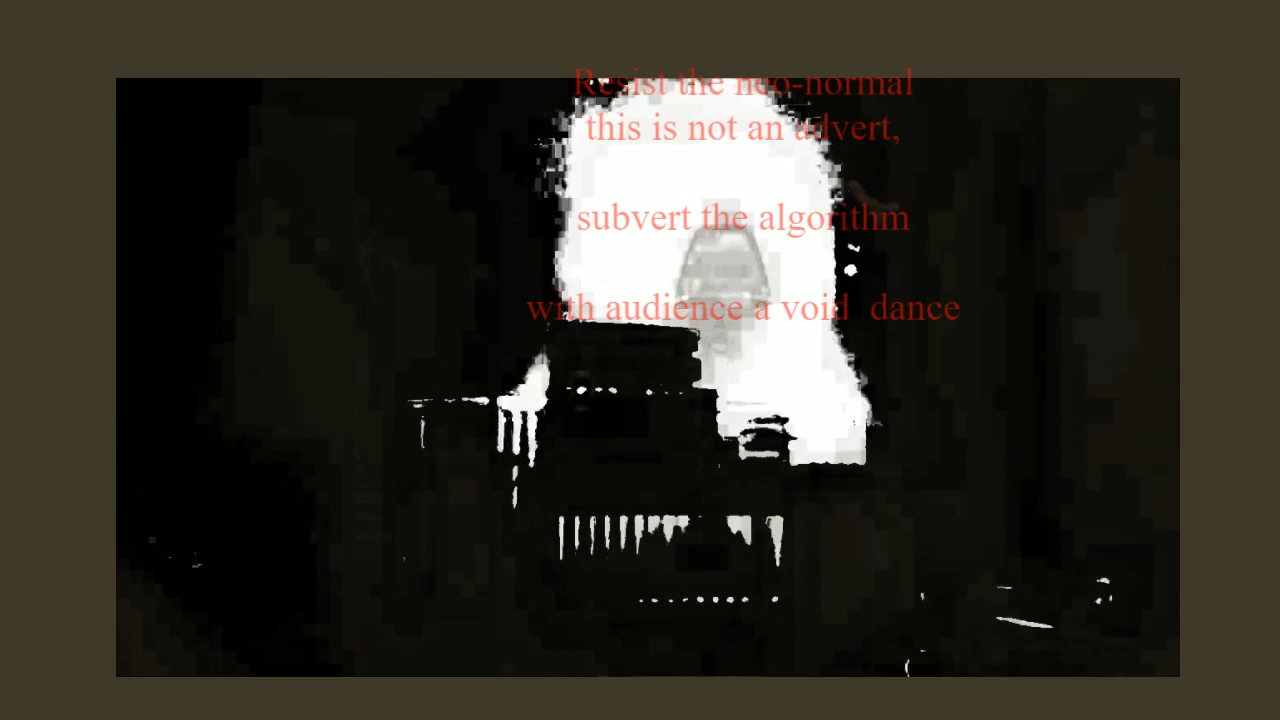 Resist the neo-normal
this is not an advert,
subvert the algorithm
with audience a void  dance